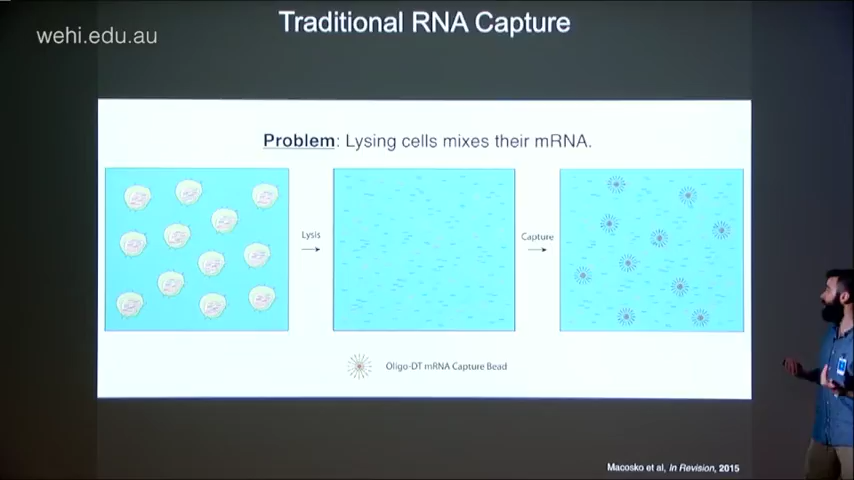 Traditional RNA Capture
wehi.edu.au
Problem: Lysing cells mixes their mRNA.
Lysis
Capture
Oligo-DT mRNA Capture Bead
Macosko et al, In Revision, 2015